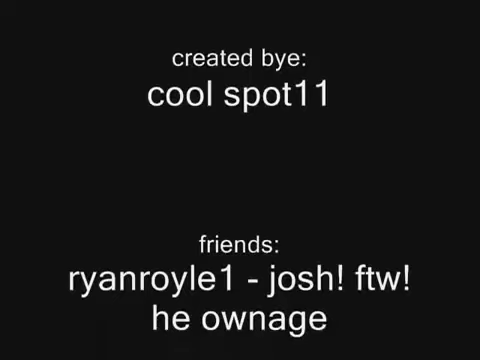 created bye:
cool spot11
friends:
ryanroyle1 - josh! ftw!
he ownage